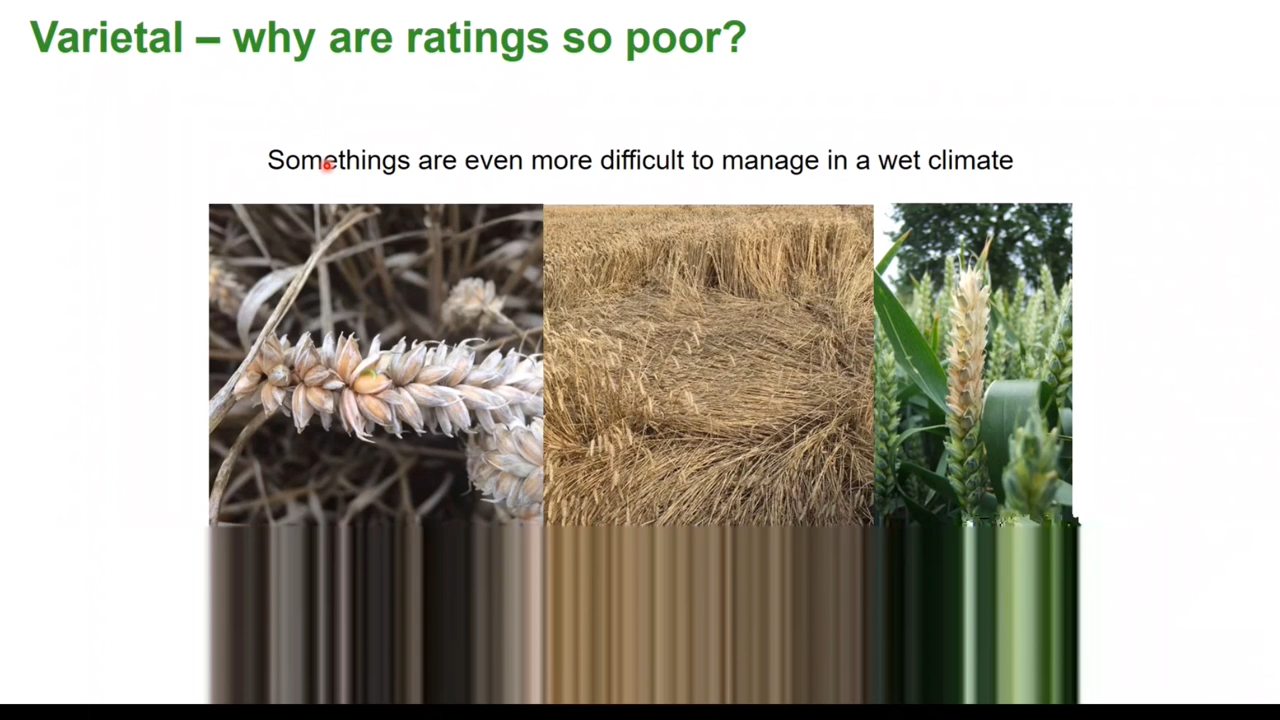 Varietal – why are ratings so poor?
Somethings are even more difficult to manage in a wet climate